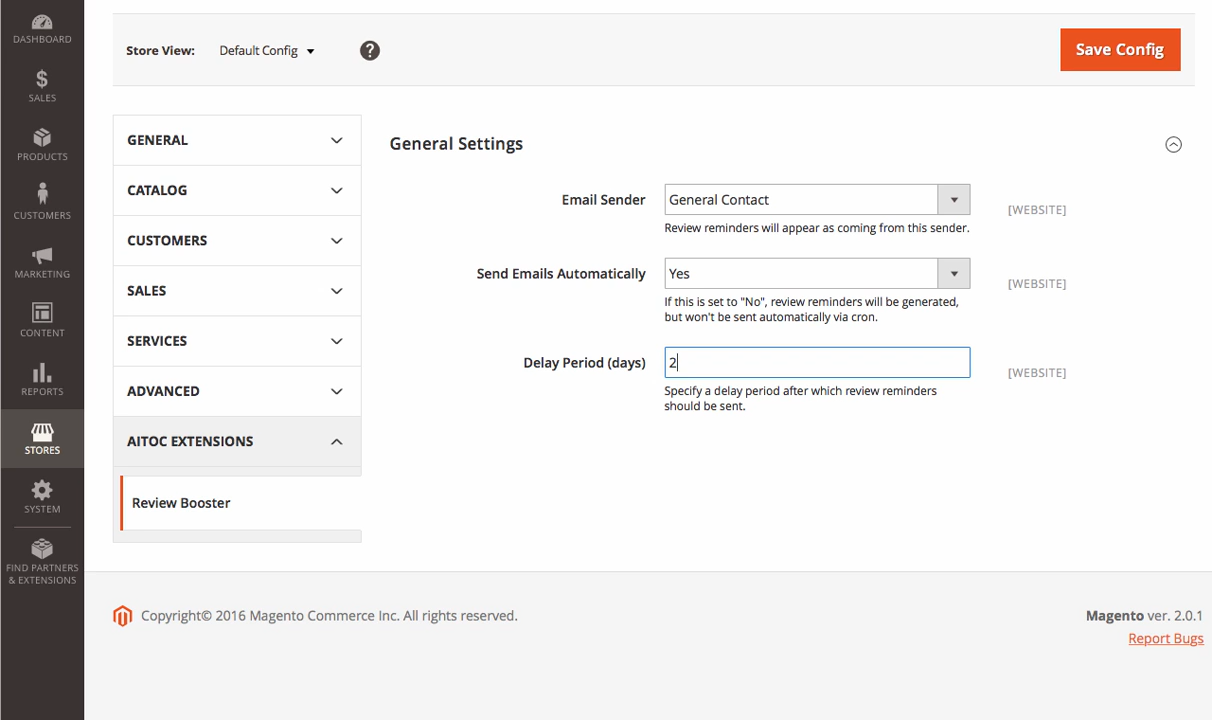 DASHBOARD
SALES
PRODUCTS
CUSTOMERS
MARKETING
CONTENT
REPORTS
STORES
SYSTEM
FIND PARTNERS
& EXTENSIONS
Store View: Default Config ?
Save Config
GENERAL
CATALOG
CUSTOMERS
SALES
SERVICES
ADVANCED
AITOC EXTENSIONS
Review Booster
General Settings
Email Sender General Contact [WEBSITE]
Review reminders will appear as coming from this sender.
Send Emails Automatically Yes [WEBSITE]
If this is set to "No", review reminders will be generated,
but won't be sent automatically via cron.
Delay Period (days) 2 [WEBSITE]
Specify a delay period after which review reminders
should be sent.
Copyright© 2016 Magento Commerce Inc. All rights reserved.
Magento ver. 2.0.1
Report Bugs